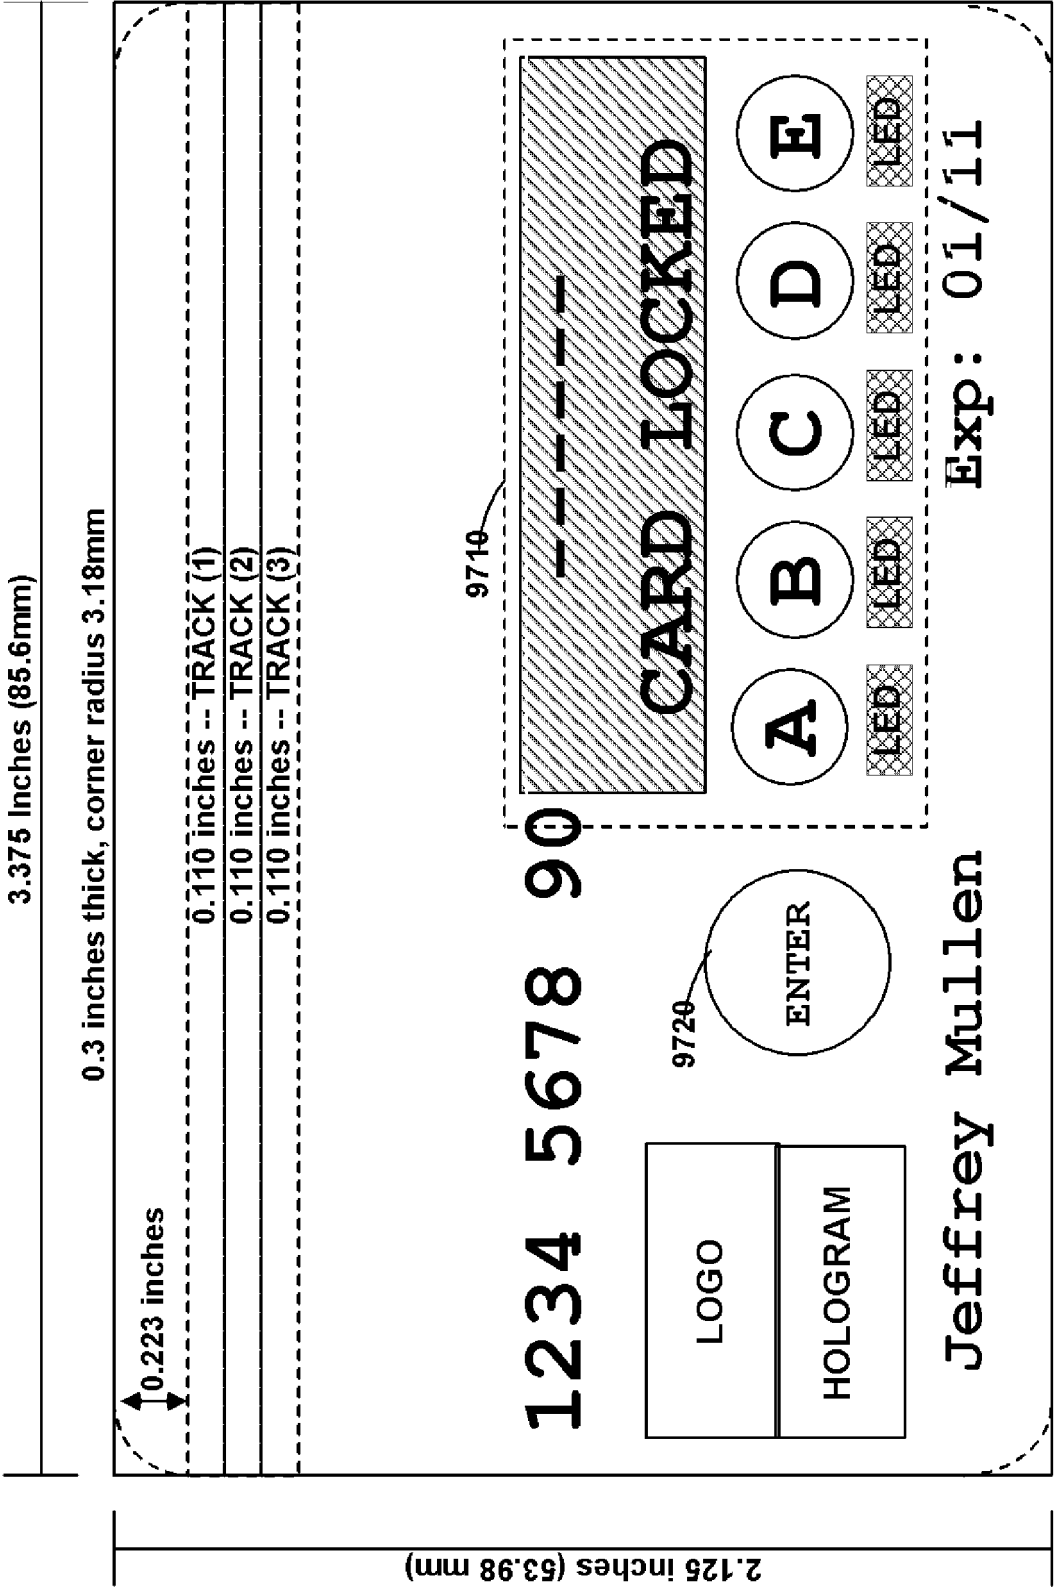 3.375 Inches (85.6mm)
0.3 inches thick, corner radius 3.18mm
0.223 inches
0.110 inches -- TRACK (1)
0.110 inches -- TRACK (2)
0.110 inches -- TRACK (3)
9710
1234 5678 90
CARD LOCKED
9720
LOGO
HOLOGRAM
ENTER
A B C D E
LED LED LED LED LED
Jeffrey Mullen Exp: 01/11
2.125 inches (53.98 mm)